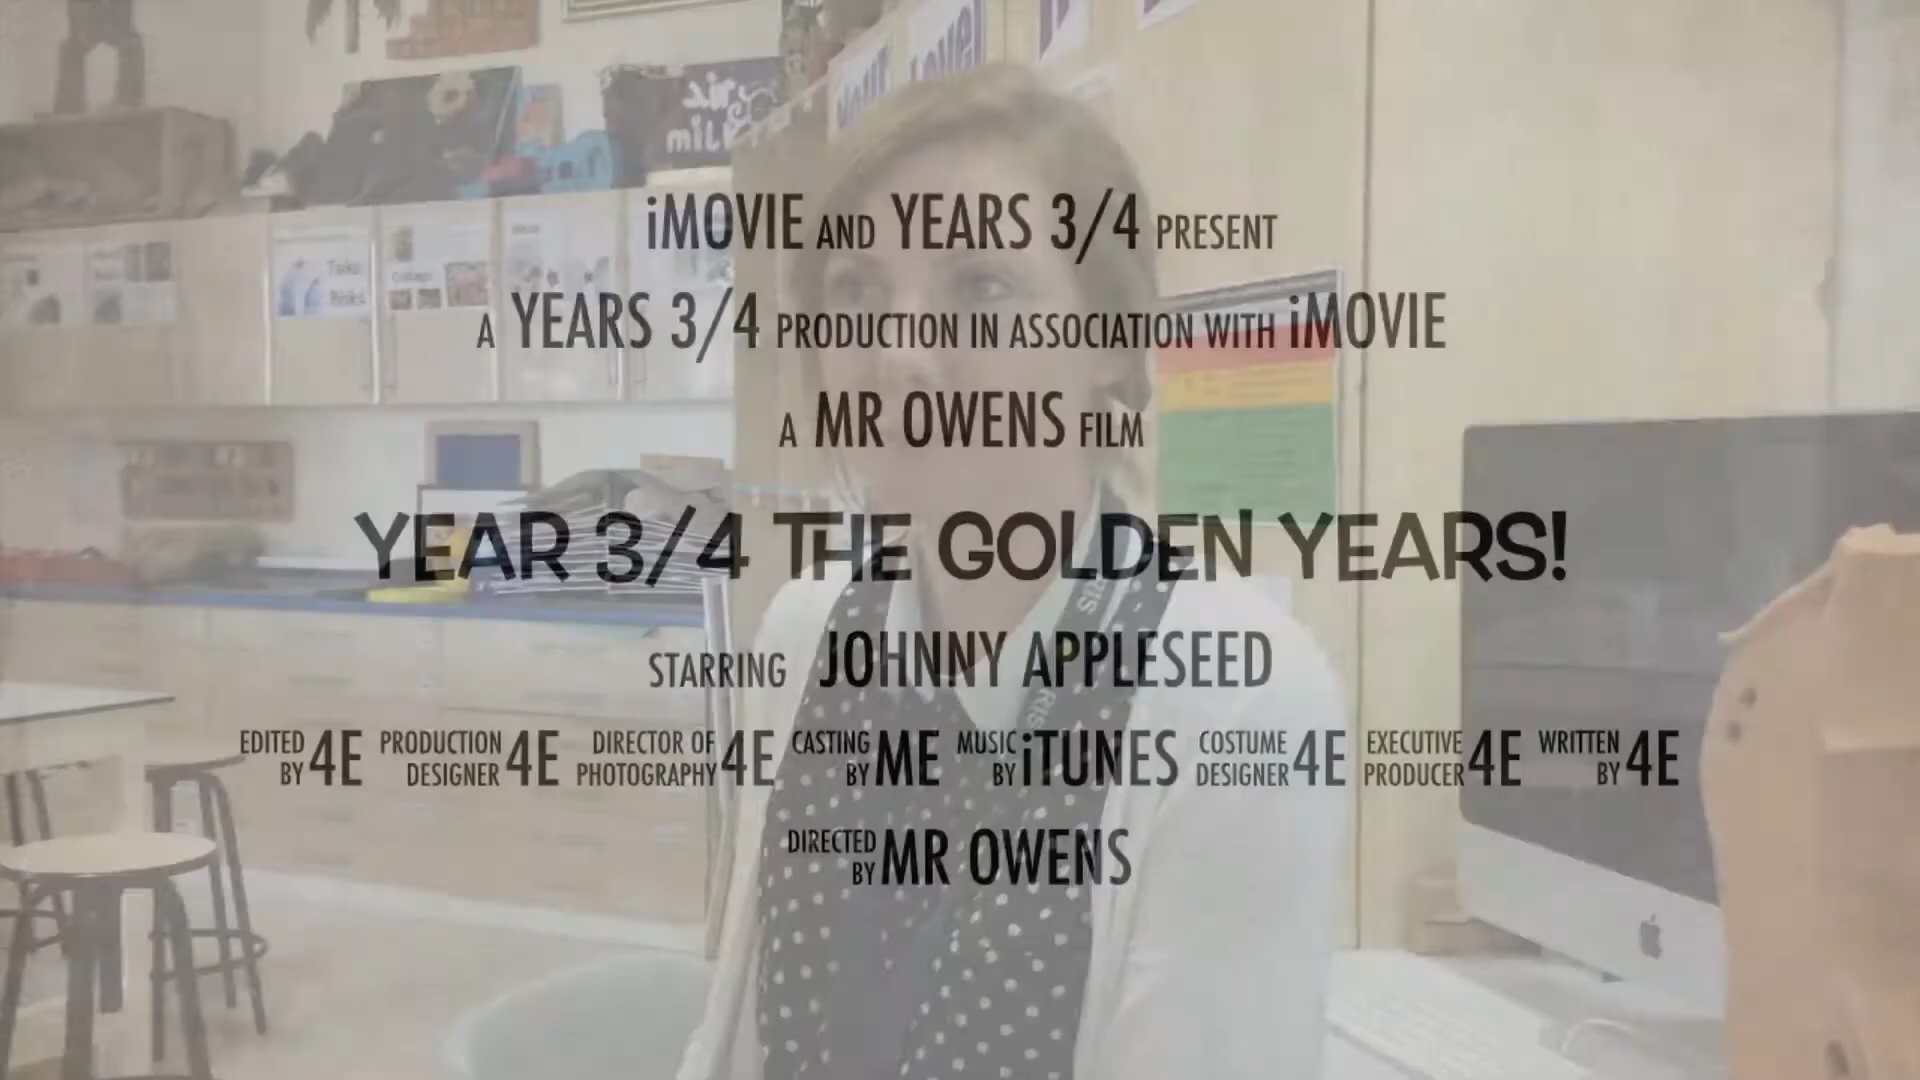 iMOVIE AND YEARS 3/4 PRESENT
A YEARS 3/4 PRODUCTION IN ASSOCIATION WITH iMOVIE
A MR OWENS FILM
YEAR 3/4 THE GOLDEN YEARS!
STARRING JOHNNY APPLESEED
EDITED BY 4E PRODUCTION DESIGNER 4E DIRECTOR OF PHOTOGRAPHY 4E CASTING BY ME MUSIC BY iTUNES COSTUME DESIGNER 4E EXECUTIVE PRODUCER 4E WRITTEN BY 4E
DIRECTED BY MR OWENS
Take
Risks